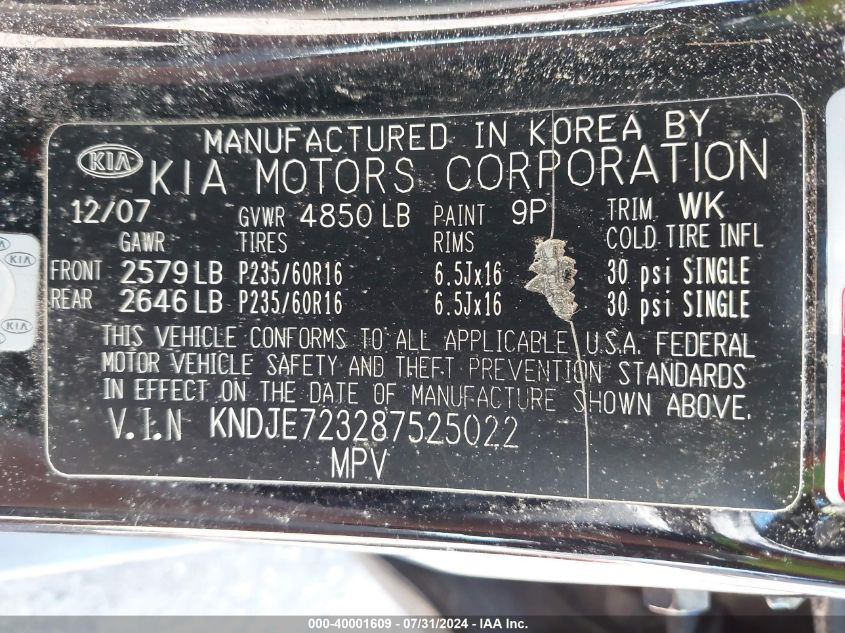 MANUFACTURED IN KOREA BY
KIA KIA MOTORS CORPORATION
12/07 GVWR 4850 LB PAINT 9P TRIM WK
GAWR TIRES RIMS COLD TIRE INFL
FRONT 2579 LB P235/60R16 6.5Jx16 30 psi SINGLE
REAR 2646 LB P235/60R16 6.5Jx16 30 psi SINGLE
THIS VEHICLE CONFORMS TO ALL APPLICABLE U.S.A. FEDERAL
MOTOR VEHICLE SAFETY AND THEFT PREVENTION STANDARDS
IN EFFECT ON THE DATE OF MANUFACTURE SHOWN ABOVE.
V.I.N KNDJE723287525022
MPV
KIA
KIA
KIA
000-40001609 - 07/31/2024 - IAA Inc.